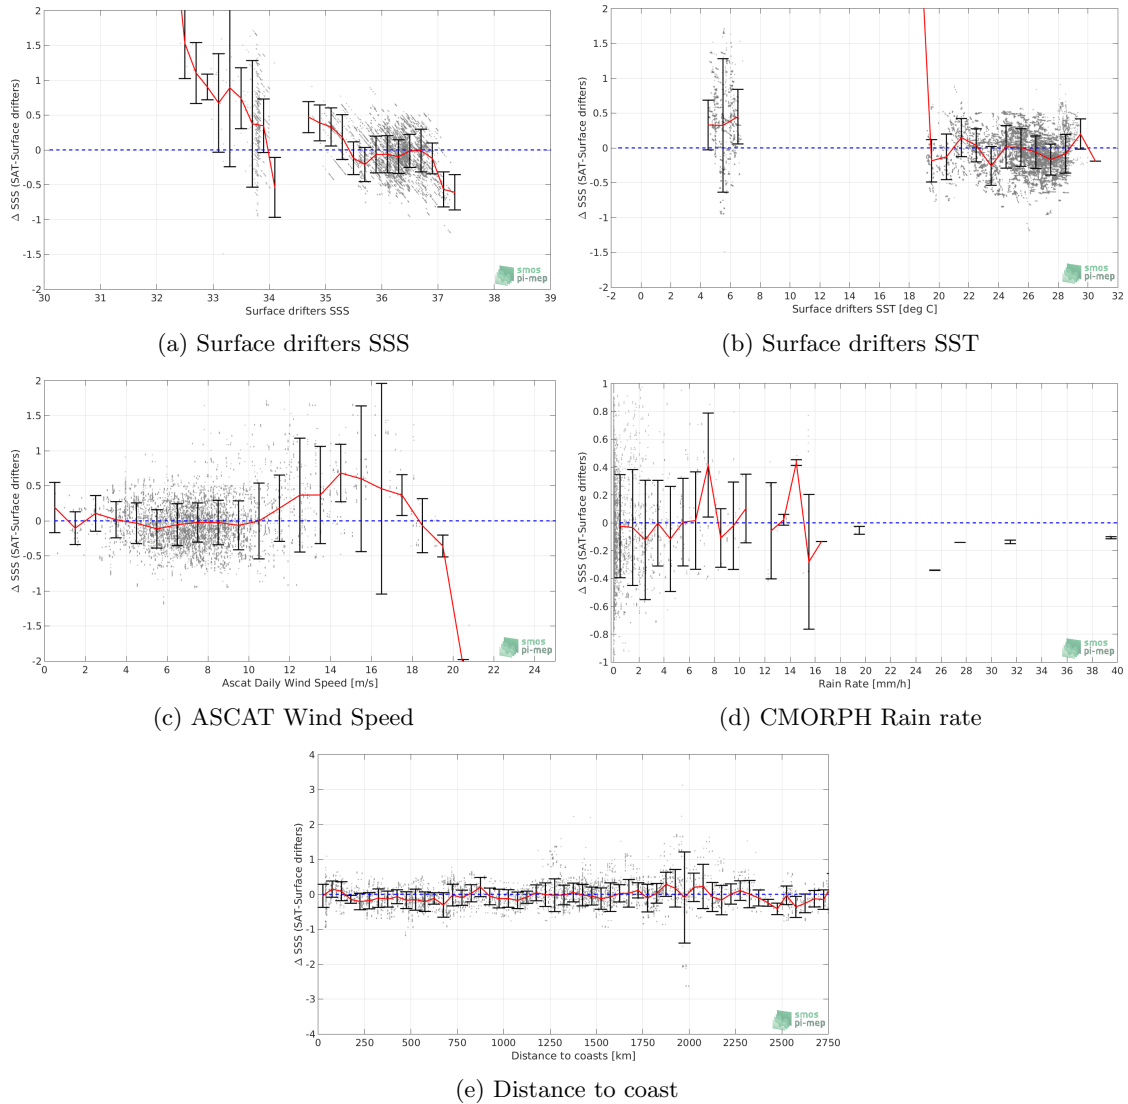 2
1.5
1
0.5
0
-0.5
-1
-1.5
-2
Δ SSS (SAT-Surface drifters)
30 31 32 33 34 35 36 37 38 39
Surface drifters SSS
smos
pi-mep
(a) Surface drifters SSS
2
1.5
1
0.5
0
-0.5
-1
-1.5
-2
Δ SSS (SAT-Surface drifters)
-2 0 2 4 6 8 10 12 14 16 18 20 22 24 26 28 30 32
Surface drifters SST [deg C]
smos
pi-mep
(b) Surface drifters SST
2
1.5
1
0.5
0
-0.5
-1
-1.5
-2
Δ SSS (SAT-Surface drifters)
0 2 4 6 8 10 12 14 16 18 20 22 24
Ascat Daily Wind Speed [m/s]
smos
pi-mep
(c) ASCAT Wind Speed
1
0.8
0.6
0.4
0.2
0
-0.2
-0.4
-0.6
-0.8
-1
Δ SSS (SAT-Surface drifters)
0 2 4 6 8 10 12 14 16 18 20 22 24 26 28 30 32 34 36 38 40
Rain Rate [mm/h]
smos
pi-mep
(d) CMORPH Rain rate
4
3
2
1
0
-1
-2
-3
-4
Δ SSS (SAT-Surface drifters)
0 250 500 750 1000 1250 1500 1750 2000 2250 2500 2750
Distance to coasts [km]
smos
pi-mep
(e) Distance to coast